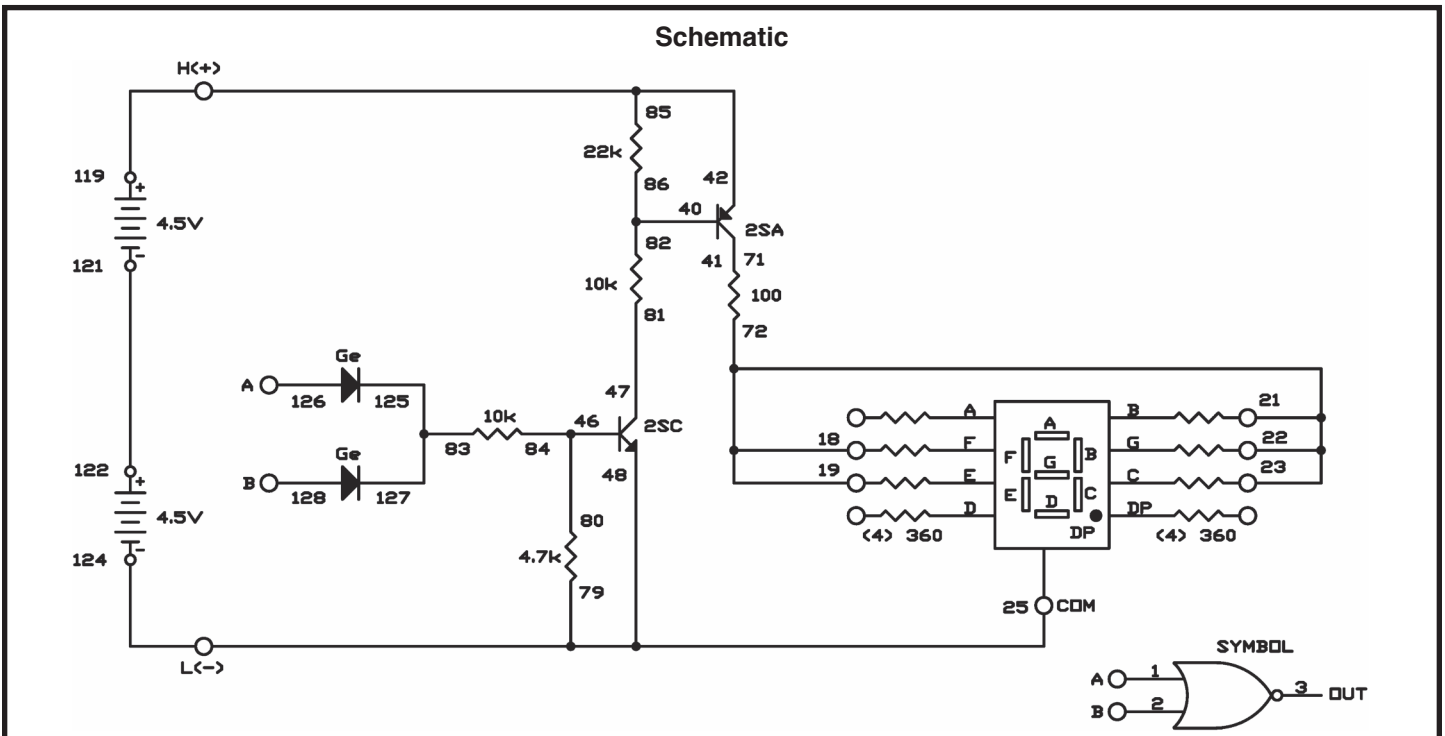 Schematic
H(+)
85
22k
119
+
86
42
4.5V
40
2SA
-
82
121
41 71
10k
100
81
72
Ge
A
126 125
47
21
10k
46
2SC
A
B
18
F
A
G
22
83 84
F
B
G
Ge
48
19
E
C
23
122
+
B
128 127
E
C
D
80
D
DP
4.5V
(4) 360
DP
(4) 360
-
4.7k
124
79
25
COM
L(-)
SYMBOL
A 1
3 OUT
B 2